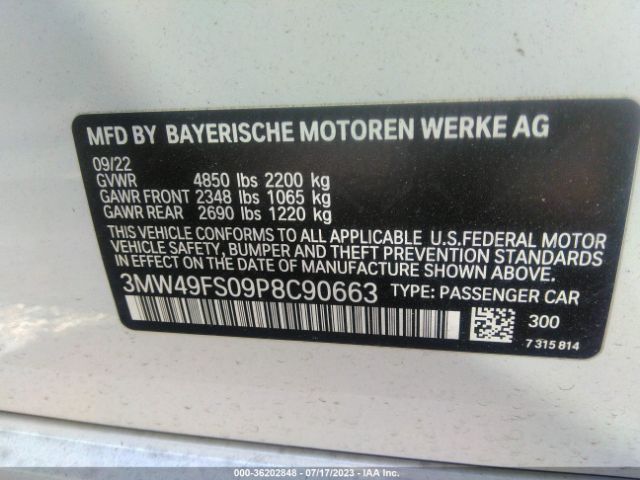 MFD BY BAYERISCHE MOTOREN WERKE AG
09/22
GVWR 4850 lbs 2200 kg
GAWR FRONT 2348 lbs 1065 kg
GAWR REAR 2690 lbs 1220 kg
THIS VEHICLE CONFORMS TO ALL APPLICABLE U.S.FEDERAL MOTOR
VEHICLE SAFETY, BUMPER AND THEFT PREVENTION STANDARDS
IN EFFECT ON THE DATE OF MANUFACTURE SHOWN ABOVE.
3MW49FS09P8C90663 TYPE: PASSENGER CAR
300
7 315 814
000-36202848 - 07/17/2023 - IAA Inc.